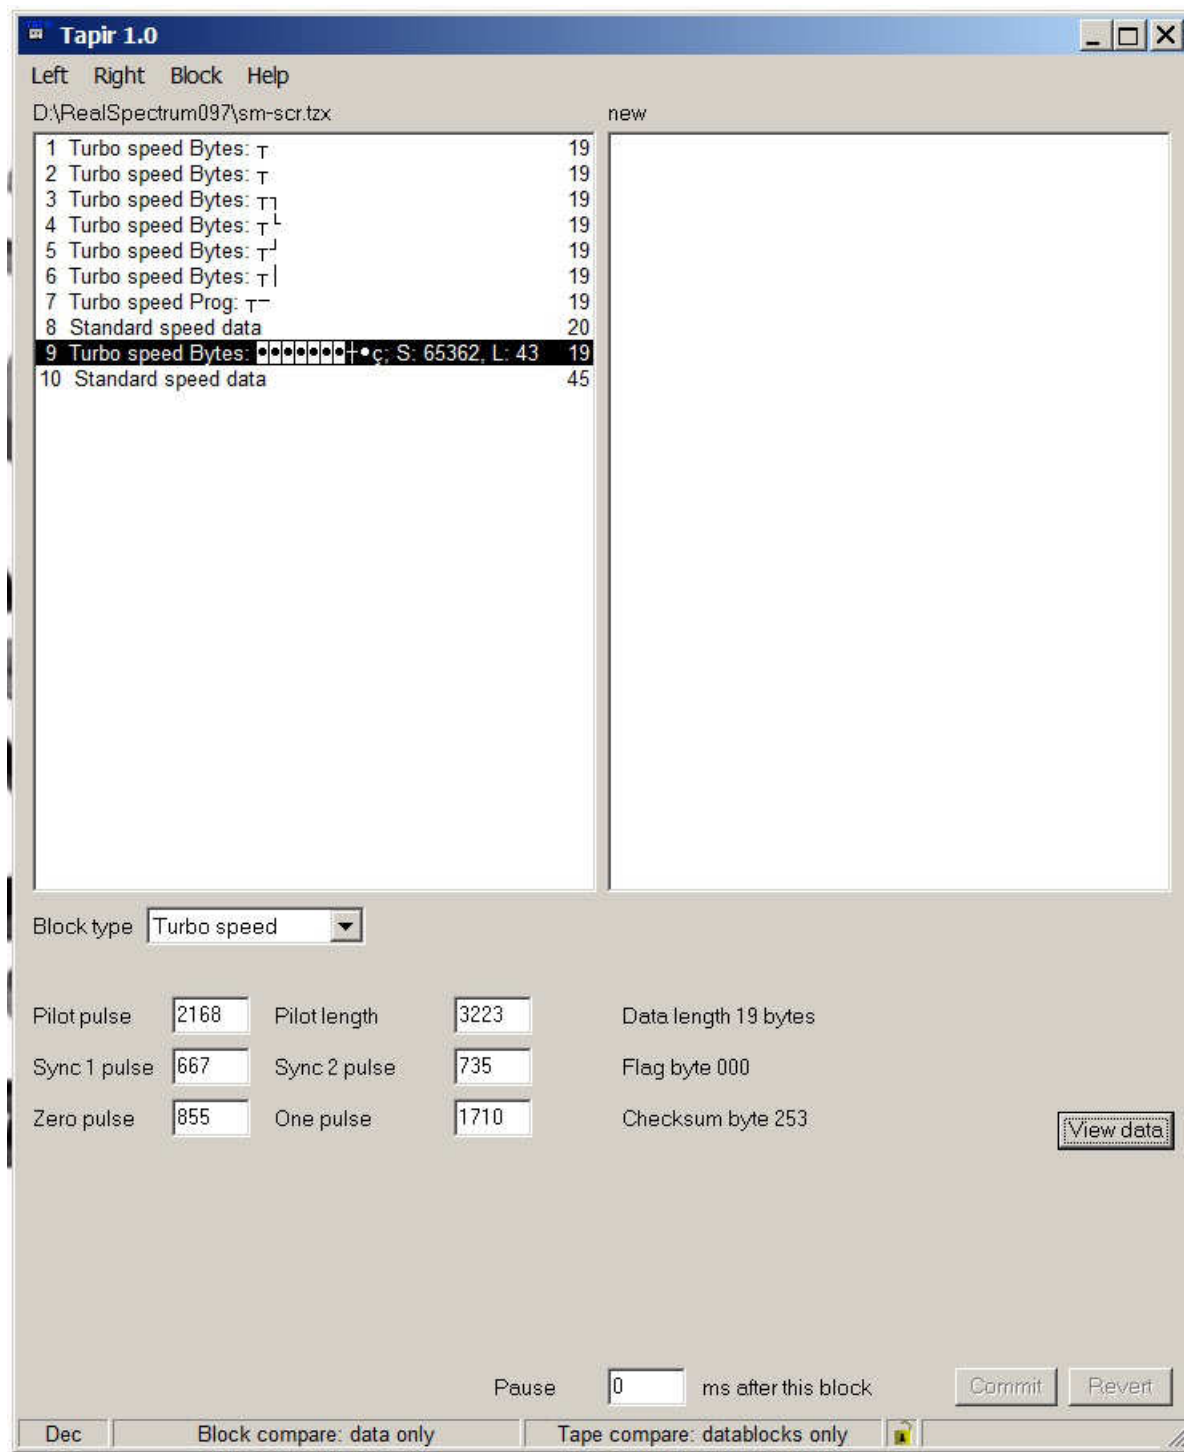 Tapir 1.0
Left Right Block Help
D:\RealSpectrum097\sm-scr.tzx new
1 Turbo speed Bytes: ┬ 19
2 Turbo speed Bytes: ┬ 19
3 Turbo speed Bytes: ┬┐ 19
4 Turbo speed Bytes: ┬└ 19
5 Turbo speed Bytes: ┬┘ 19
6 Turbo speed Bytes: ┬│ 19
7 Turbo speed Prog: ┬─ 19
8 Standard speed data 20
9 Turbo speed Bytes: •••••••┼•ç; S: 65362, L: 43 19
10 Standard speed data 45
Block type Turbo speed
Pilot pulse 2168 Pilot length 3223 Data length 19 bytes
Sync 1 pulse 667 Sync 2 pulse 735 Flag byte 000
Zero pulse 855 One pulse 1710 Checksum byte 253
View data
Pause 0 ms after this block Commit Revert
Dec Block compare: data only Tape compare: datablocks only